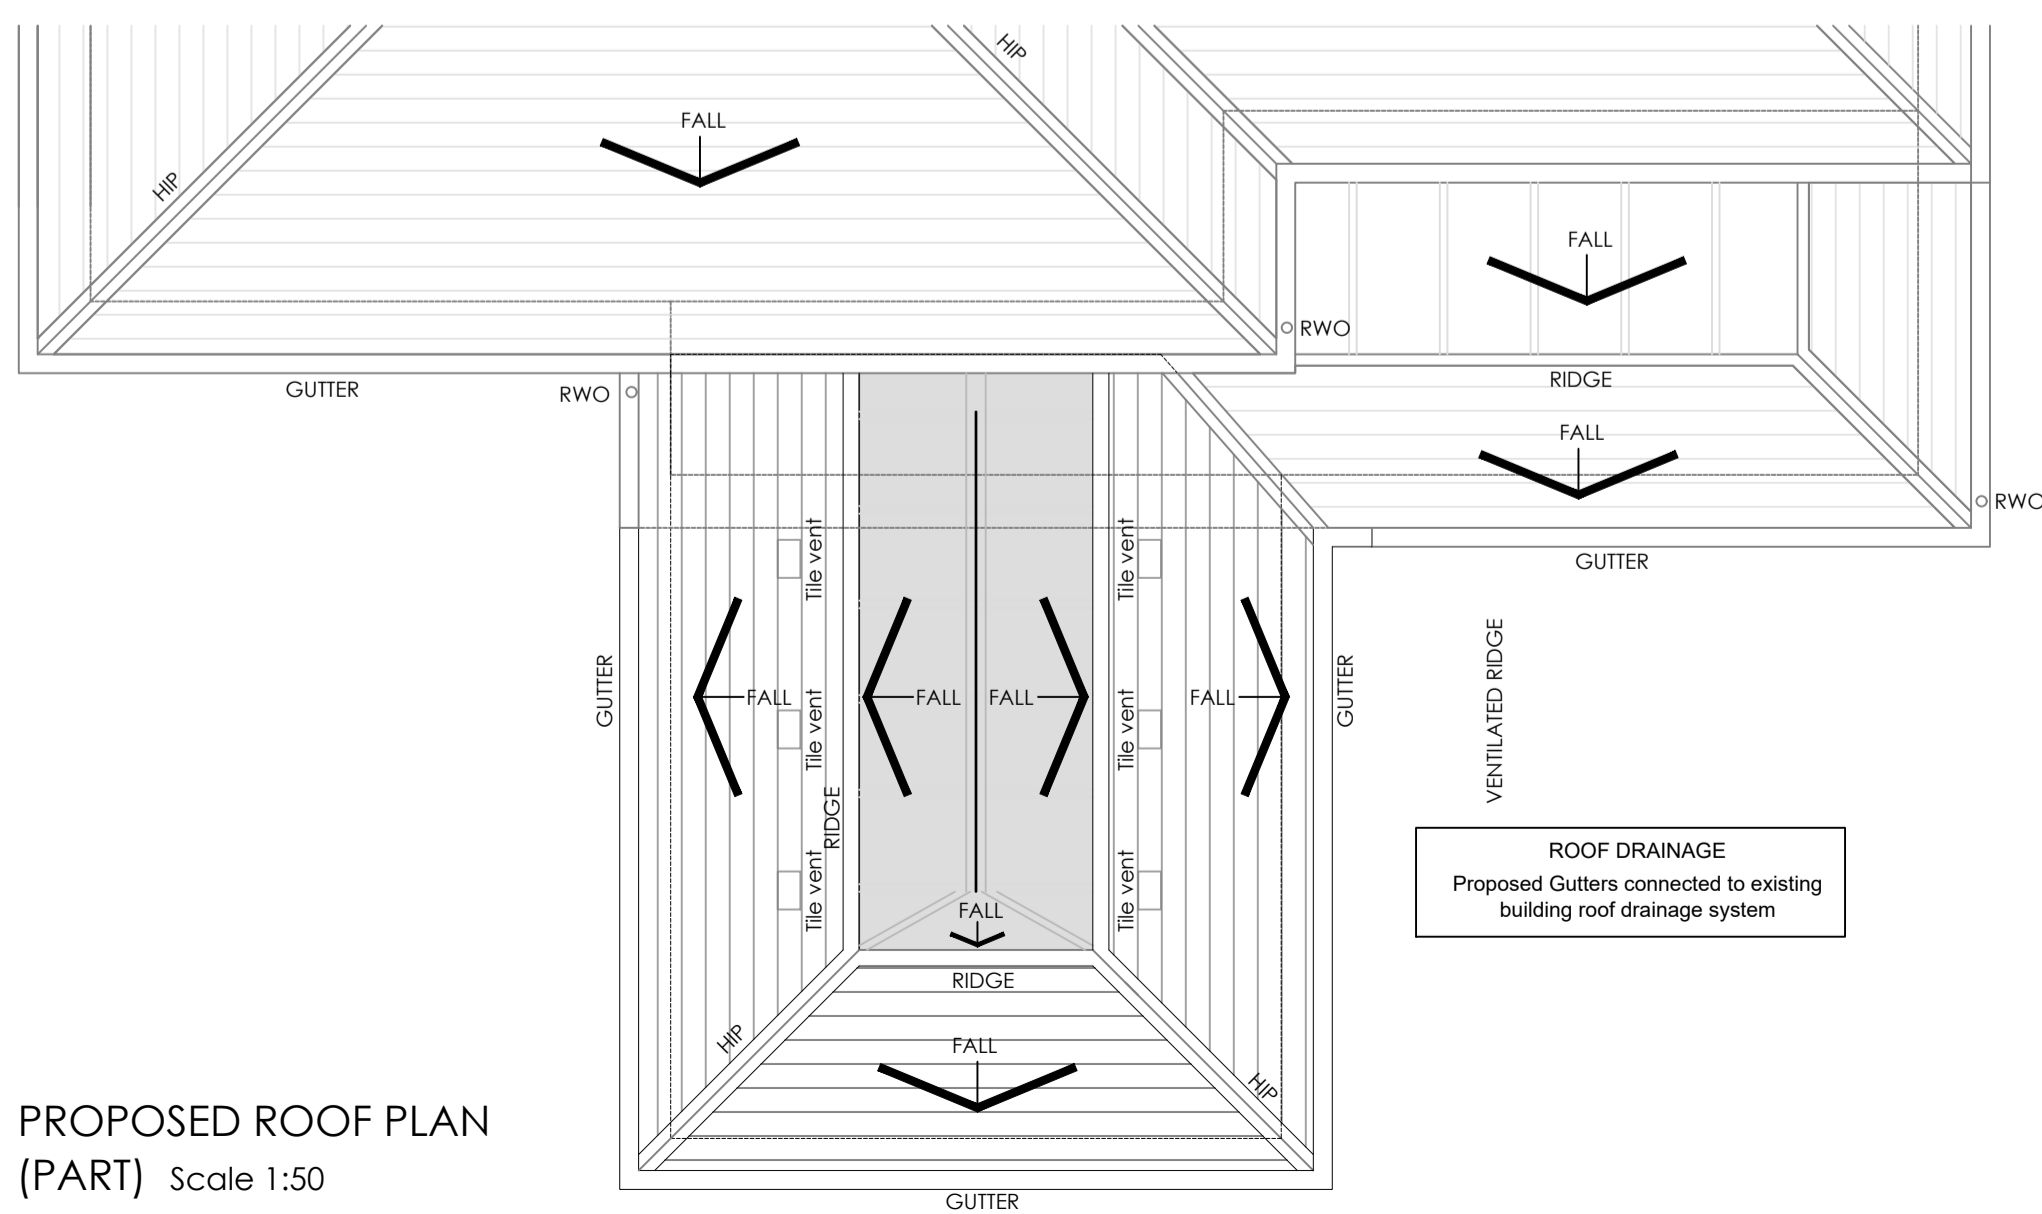 HIP
HIP
FALL
FALL
RWO
GUTTER
RWO
RIDGE
FALL
RWO
GUTTER
Tile vent
Tile vent
GUTTER
FALL
FALL
FALL
FALL
GUTTER
VENTILATED RIDGE
Tile vent
Tile vent
RIDGE
Tile vent
Tile vent
FALL
RIDGE
HIP
FALL
HIP
GUTTER
ROOF DRAINAGE
Proposed Gutters connected to existing
building roof drainage system
PROPOSED ROOF PLAN
(PART) Scale 1:50